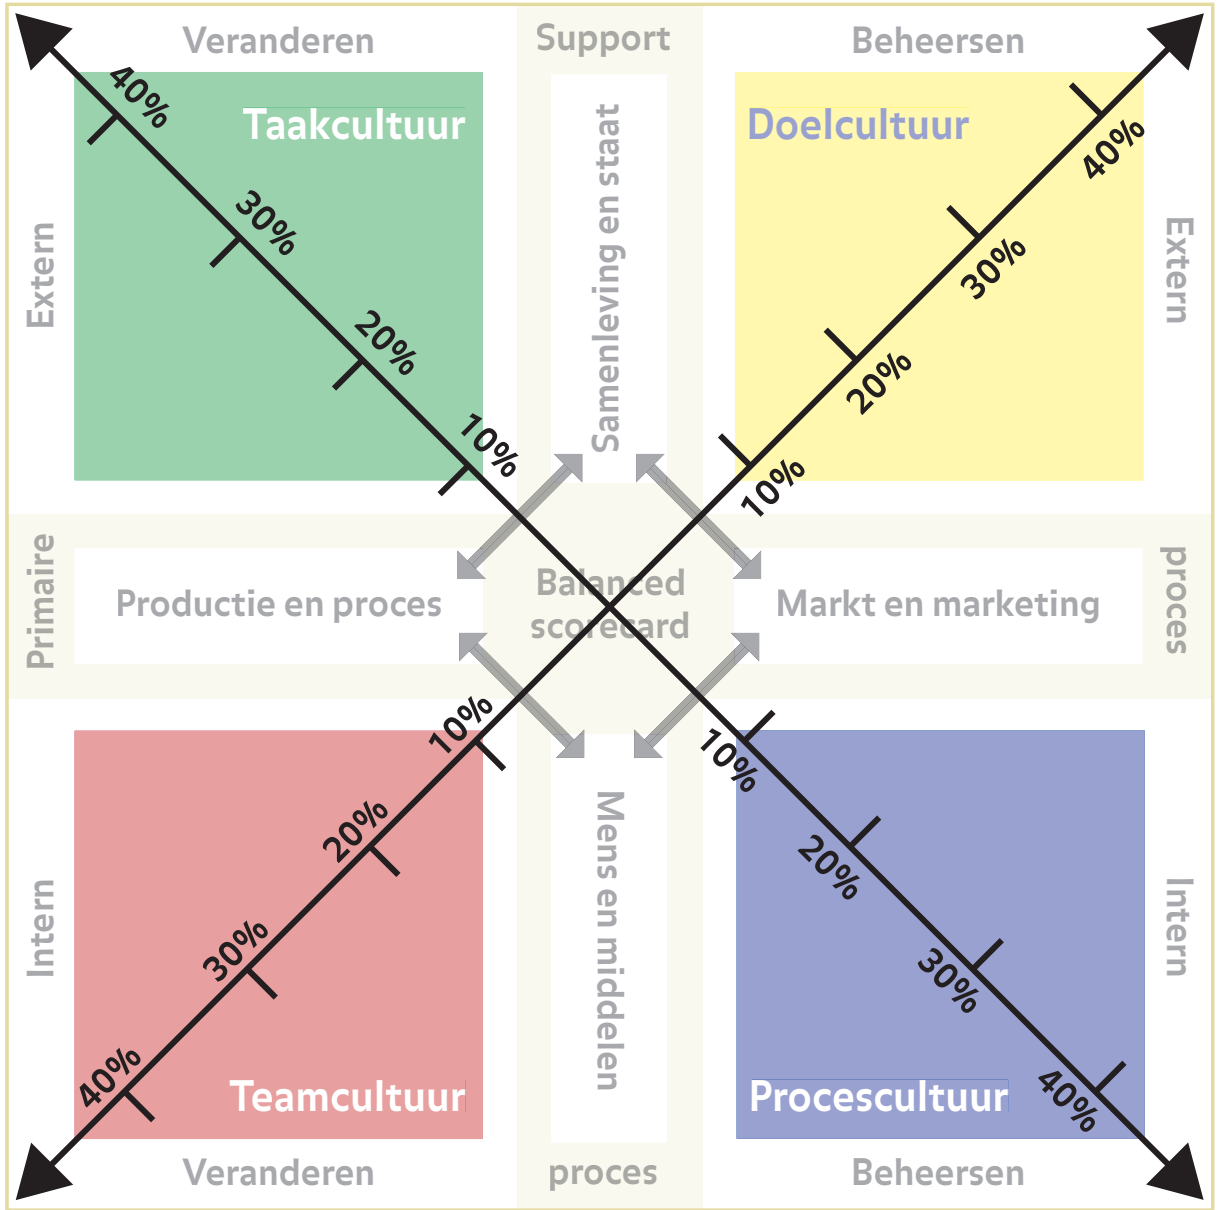 Veranderen
Support
Beheersen
40%
Taakcultuur
Doelcultuur
40%
Extern
30%
20%
10%
Samenleving en staat
30%
20%
10%
Extern
Primaire
Productie en proces
Balanced
scorecard
Markt en marketing
proces
10%
20%
30%
40%
Intern
Teamcultuur
Mens en middelen
10%
20%
30%
40%
Procescultuur
Intern
Veranderen
proces
Beheersen